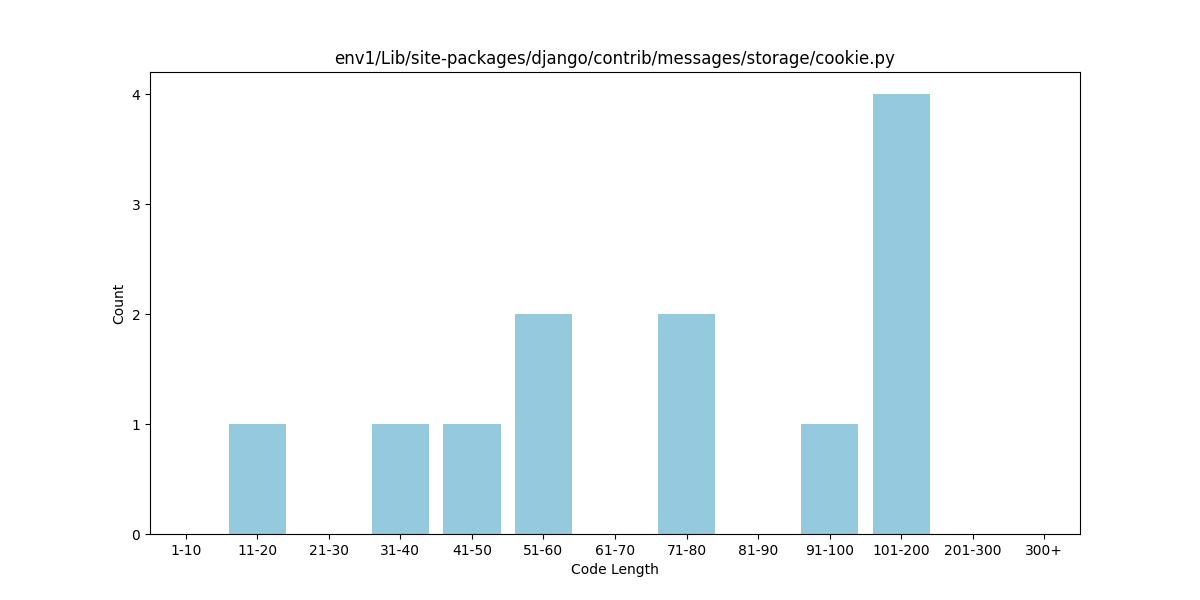 env1/Lib/site-packages/django/contrib/messages/storage/cookie.py
4
3
2
1
0
Count
1-10 11-20 21-30 31-40 41-50 51-60 61-70 71-80 81-90 91-100 101-200 201-300 300+
Code Length